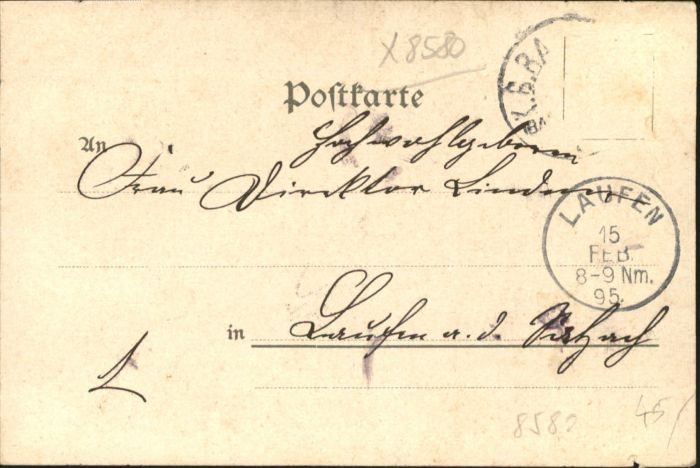 X 8580
Postkarte
K.B.BA
An Hochwohlgeboren
Frau Direktor Linden
LAUFEN
15
FEB.
8-9 Nm.
95.
in Laufen a. d. Salzach
8580
45/